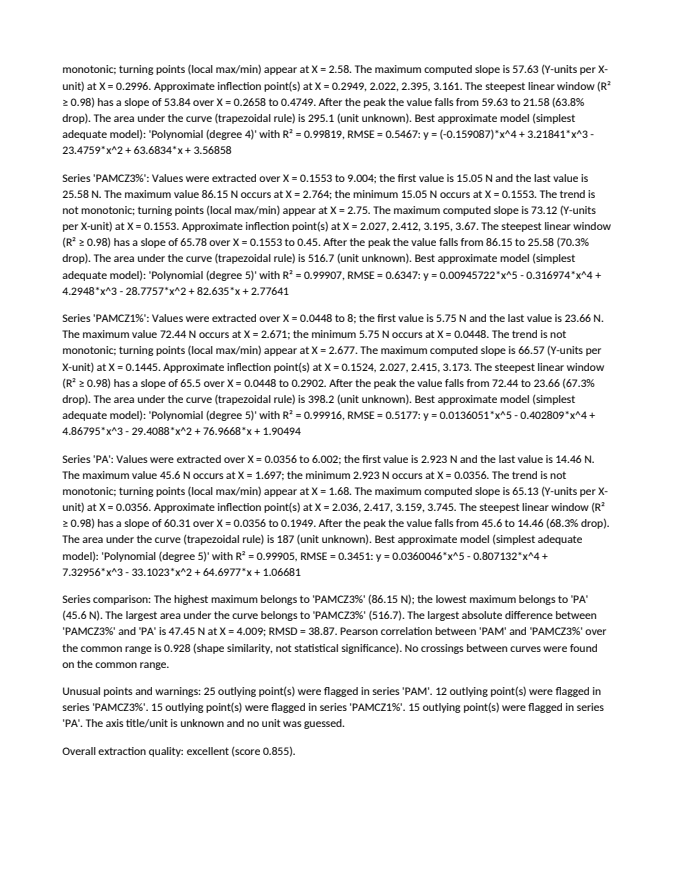 monotonic; turning points (local max/min) appear at X = 2.58. The maximum computed slope is 57.63 (Y-units per X-
unit) at X = 0.2996. Approximate inflection point(s) at X = 0.2949, 2.022, 2.395, 3.161. The steepest linear window (R²
≥ 0.98) has a slope of 53.84 over X = 0.2658 to 0.4749. After the peak the value falls from 59.63 to 21.58 (63.8%
drop). The area under the curve (trapezoidal rule) is 295.1 (unit unknown). Best approximate model (simplest
adequate model): 'Polynomial (degree 4)' with R² = 0.99819, RMSE = 0.5467: y = (-0.159087)*x^4 + 3.21841*x^3 -
23.4759*x^2 + 63.6834*x + 3.56858
Series 'PAMCZ3%': Values were extracted over X = 0.1553 to 9.004; the first value is 15.05 N and the last value is
25.58 N. The maximum value 86.15 N occurs at X = 2.764; the minimum 15.05 N occurs at X = 0.1553. The trend is
not monotonic; turning points (local max/min) appear at X = 2.75. The maximum computed slope is 73.12 (Y-units
per X-unit) at X = 0.1553. Approximate inflection point(s) at X = 2.027, 2.412, 3.195, 3.67. The steepest linear window
(R² ≥ 0.98) has a slope of 65.78 over X = 0.1553 to 0.45. After the peak the value falls from 86.15 to 25.58 (70.3%
drop). The area under the curve (trapezoidal rule) is 516.7 (unit unknown). Best approximate model (simplest
adequate model): 'Polynomial (degree 5)' with R² = 0.99907, RMSE = 0.6347: y = 0.00945722*x^5 - 0.316974*x^4 +
4.2948*x^3 - 28.7757*x^2 + 82.635*x + 2.77641
Series 'PAMCZ1%': Values were extracted over X = 0.0448 to 8; the first value is 5.75 N and the last value is 23.66 N.
The maximum value 72.44 N occurs at X = 2.671; the minimum 5.75 N occurs at X = 0.0448. The trend is not
monotonic; turning points (local max/min) appear at X = 2.677. The maximum computed slope is 66.57 (Y-units per
X-unit) at X = 0.1445. Approximate inflection point(s) at X = 0.1524, 2.027, 2.415, 3.173. The steepest linear window
(R² ≥ 0.98) has a slope of 65.5 over X = 0.0448 to 0.2902. After the peak the value falls from 72.44 to 23.66 (67.3%
drop). The area under the curve (trapezoidal rule) is 398.2 (unit unknown). Best approximate model (simplest
adequate model): 'Polynomial (degree 5)' with R² = 0.99916, RMSE = 0.5177: y = 0.0136051*x^5 - 0.402809*x^4 +
4.86795*x^3 - 29.4088*x^2 + 76.9668*x + 1.90494
Series 'PA': Values were extracted over X = 0.0356 to 6.002; the first value is 2.923 N and the last value is 14.46 N.
The maximum value 45.6 N occurs at X = 1.697; the minimum 2.923 N occurs at X = 0.0356. The trend is not
monotonic; turning points (local max/min) appear at X = 1.68. The maximum computed slope is 65.13 (Y-units per X-
unit) at X = 0.0356. Approximate inflection point(s) at X = 2.036, 2.417, 3.159, 3.745. The steepest linear window (R²
≥ 0.98) has a slope of 60.31 over X = 0.0356 to 0.1949. After the peak the value falls from 45.6 to 14.46 (68.3% drop).
The area under the curve (trapezoidal rule) is 187 (unit unknown). Best approximate model (simplest adequate
model): 'Polynomial (degree 5)' with R² = 0.99905, RMSE = 0.3451: y = 0.0360046*x^5 - 0.807132*x^4 +
7.32956*x^3 - 33.1023*x^2 + 64.6977*x + 1.06681
Series comparison: The highest maximum belongs to 'PAMCZ3%' (86.15 N); the lowest maximum belongs to 'PA'
(45.6 N). The largest area under the curve belongs to 'PAMCZ3%' (516.7). The largest absolute difference between
'PAMCZ3%' and 'PA' is 47.45 N at X = 4.009; RMSD = 38.87. Pearson correlation between 'PAM' and 'PAMCZ3%' over
the common range is 0.928 (shape similarity, not statistical significance). No crossings between curves were found
on the common range.
Unusual points and warnings: 25 outlying point(s) were flagged in series 'PAM'. 12 outlying point(s) were flagged in
series 'PAMCZ3%'. 15 outlying point(s) were flagged in series 'PAMCZ1%'. 15 outlying point(s) were flagged in series
'PA'. The axis title/unit is unknown and no unit was guessed.
Overall extraction quality: excellent (score 0.855).